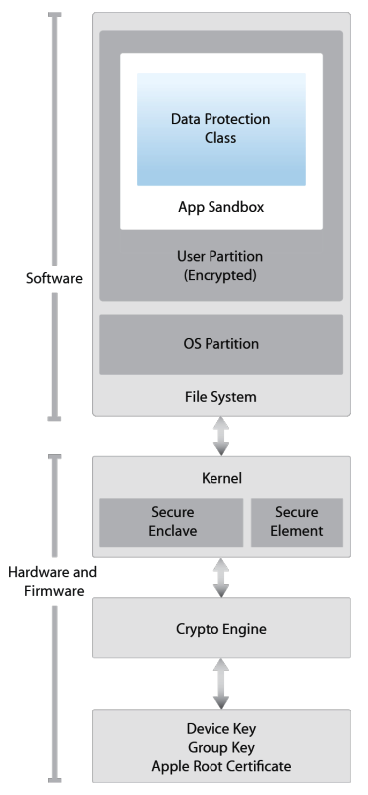 Data Protection
Class
App Sandbox
User Partition
(Encrypted)
Software
OS Partition
File System
Kernel
Secure
Enclave
Secure
Element
Hardware and
Firmware
Crypto Engine
Device Key
Group Key
Apple Root Certificate